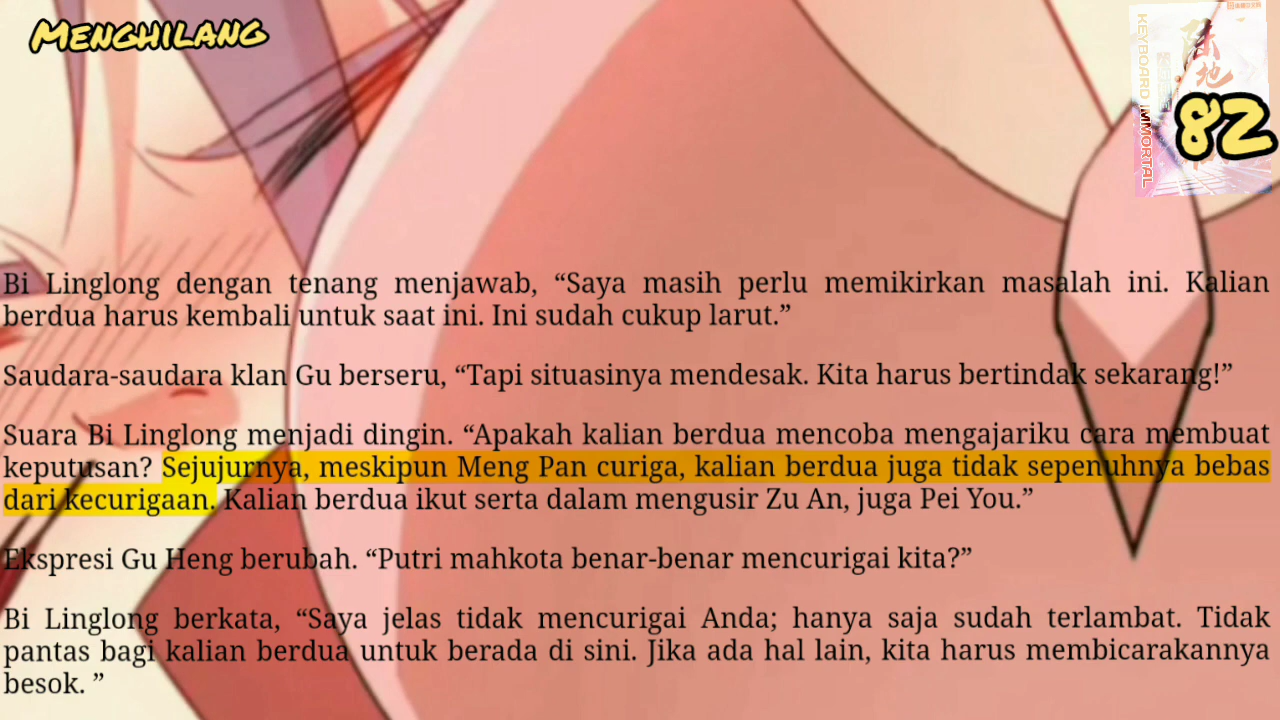 Menghilang
KEYBOARD IMMORTAL
82
Bi Linglong dengan tenang menjawab, “Saya masih perlu memikirkan masalah ini. Kalian
berdua harus kembali untuk saat ini. Ini sudah cukup larut.”
Saudara-saudara klan Gu berseru, “Tapi situasinya mendesak. Kita harus bertindak sekarang!”
Suara Bi Linglong menjadi dingin. “Apakah kalian berdua mencoba mengajariku cara membuat
keputusan? Sejujurnya, meskipun Meng Pan curiga, kalian berdua juga tidak sepenuhnya bebas
dari kecurigaan. Kalian berdua ikut serta dalam mengusir Zu An, juga Pei You.”
Ekspresi Gu Heng berubah. “Putri mahkota benar-benar mencurigai kita?”
Bi Linglong berkata, “Saya jelas tidak mencurigai Anda; hanya saja sudah terlambat. Tidak
pantas bagi kalian berdua untuk berada di sini. Jika ada hal lain, kita harus membicarakannya
besok. ”